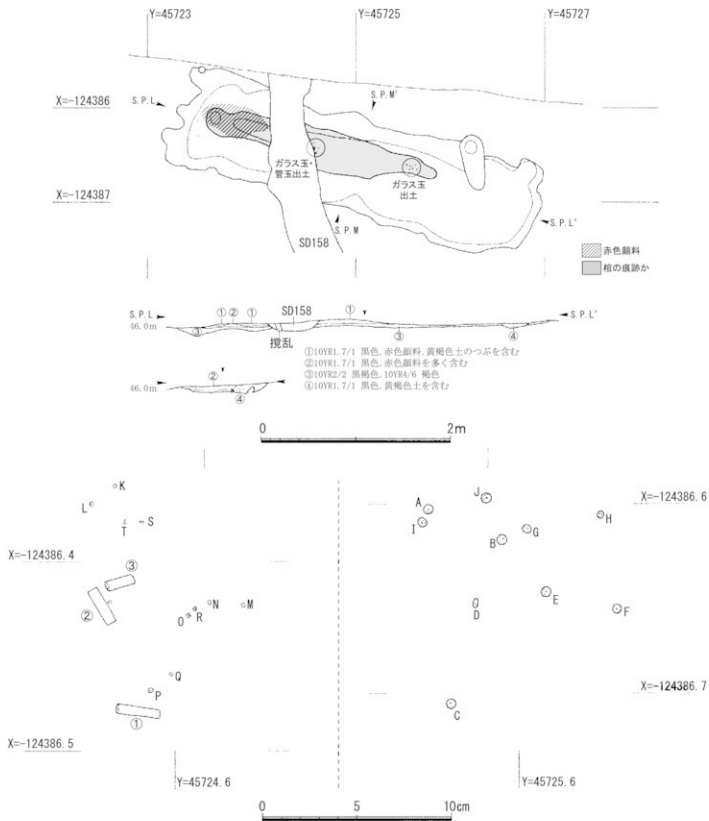 Y=45723
Y=45725
Y=45727
X=-124386
S.P.L
S.P.M'
ガラス玉・
管玉出土
ガラス玉
出土
X=-124387
S.P.M
S.P.L'
SD158
赤色顔料
棺の痕跡か
S.P.L
① ② ①
SD158
①
S.P.L'
46.0m
③
撹乱
③
④
①10YR1.7/1 黒色.赤色顔料.黄褐色土のつぶを含む
②10YR1.7/1 黒色.赤色顔料を多く含む
③10YR2/2 黒褐色.10YR4/6 褐色
④10YR1.7/1 黒色.黄褐色土を含む
②
46.0m
④
0 2m
K
L
T
S
X=-124386.4
③
②
O
R
N
M
Q
P
①
X=-124386.5
Y=45724.6
J
A
X=-124386.6
I
H
G
B
E
D
F
X=-124386.7
C
Y=45725.6
0 5 10cm